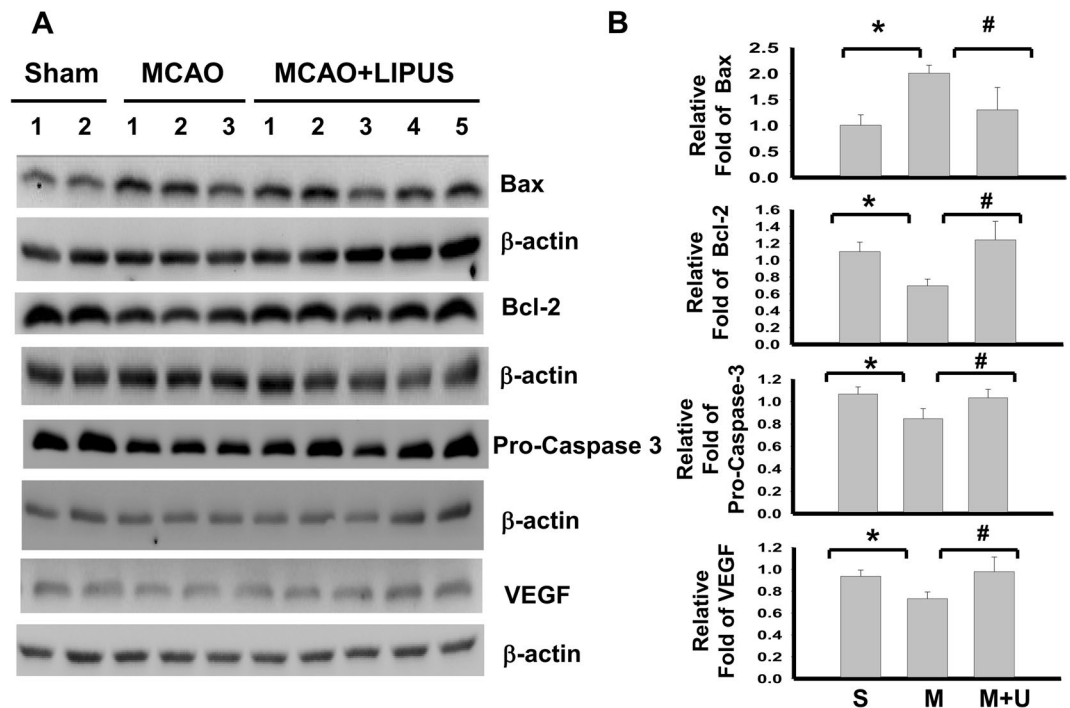 A
Sham MCAO MCAO+LIPUS
1 2 1 2 3 1 2 3 4 5
Bax
β-actin
Bcl-2
β-actin
Pro-Caspase 3
β-actin
VEGF
β-actin
B
* #
Relative
Fold of Bax
2.5
2.0
1.5
1.0
0.5
0.0
* #
Relative
Fold of Bcl-2
1.6
1.4
1.2
1.0
0.8
0.6
0.4
0.2
0.0
* #
Relative
Fold of
Pro-Caspase-3
1.2
1.0
0.8
0.6
0.4
0.2
0.0
* #
Relative
Fold of VEGF
1.2
1.0
0.8
0.6
0.4
0.2
0.0
S M M+U